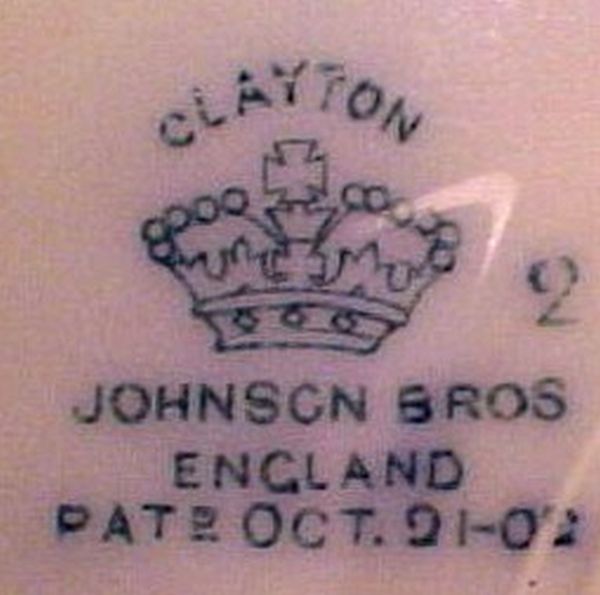 CLAYTON
2
JOHNSON BROS
ENGLAND
PATD OCT. 21-02